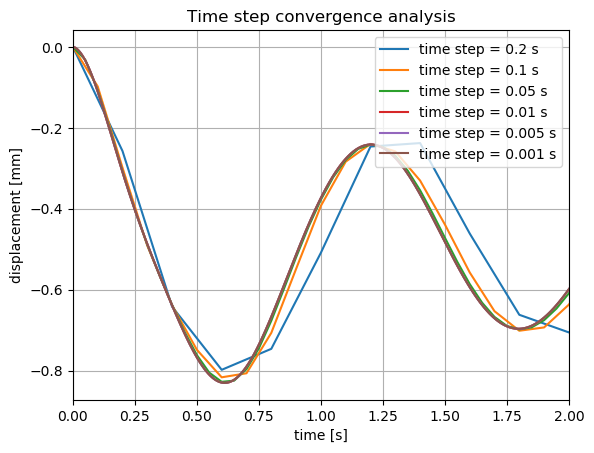 Time step convergence analysis
time step = 0.2 s
time step = 0.1 s
time step = 0.05 s
time step = 0.01 s
time step = 0.005 s
time step = 0.001 s
displacement [mm]
0.0
−0.2
−0.4
−0.6
−0.8
0.00 0.25 0.50 0.75 1.00 1.25 1.50 1.75 2.00
time [s]